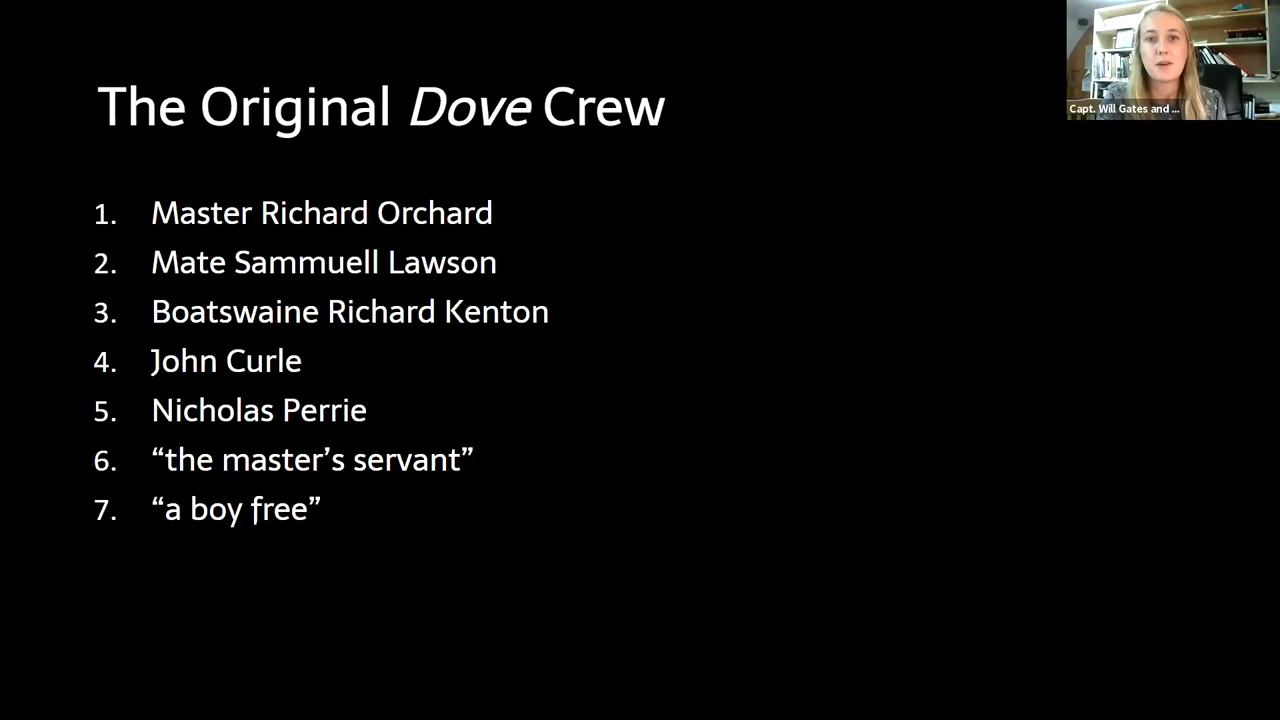 The Original Dove Crew
Capt. Will Gates and ...
1. Master Richard Orchard
2. Mate Sammuell Lawson
3. Boatswaine Richard Kenton
4. John Curle
5. Nicholas Perrie
6. “the master’s servant”
7. “a boy free”